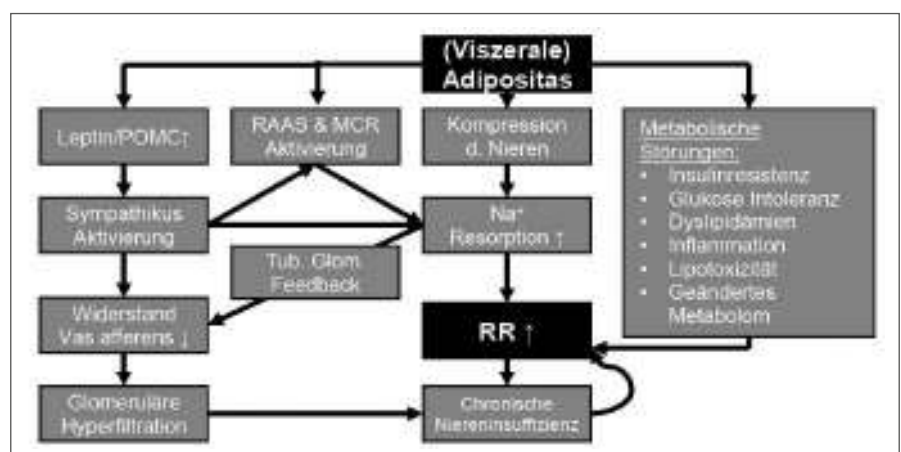 (Viszerale)
Adipositas
Leptin/POMC↑
RAAS & MCR
Aktivierung
Kompression
d. Nieren
Metabolische
Störungen:
• Insulinresistenz
• Glukose Intoleranz
• Dyslipidämien
• Inflammation
• Lipotoxizität
• Geändertes
Metabolom
Sympathikus
Aktivierung
Na⁺
Resorption ↑
Tub. Glom.
Feedback
Widerstand
Vas afferens ↓
RR ↑
Glomeruläre
Hyperfiltration
Chronische
Niereninsuffizienz